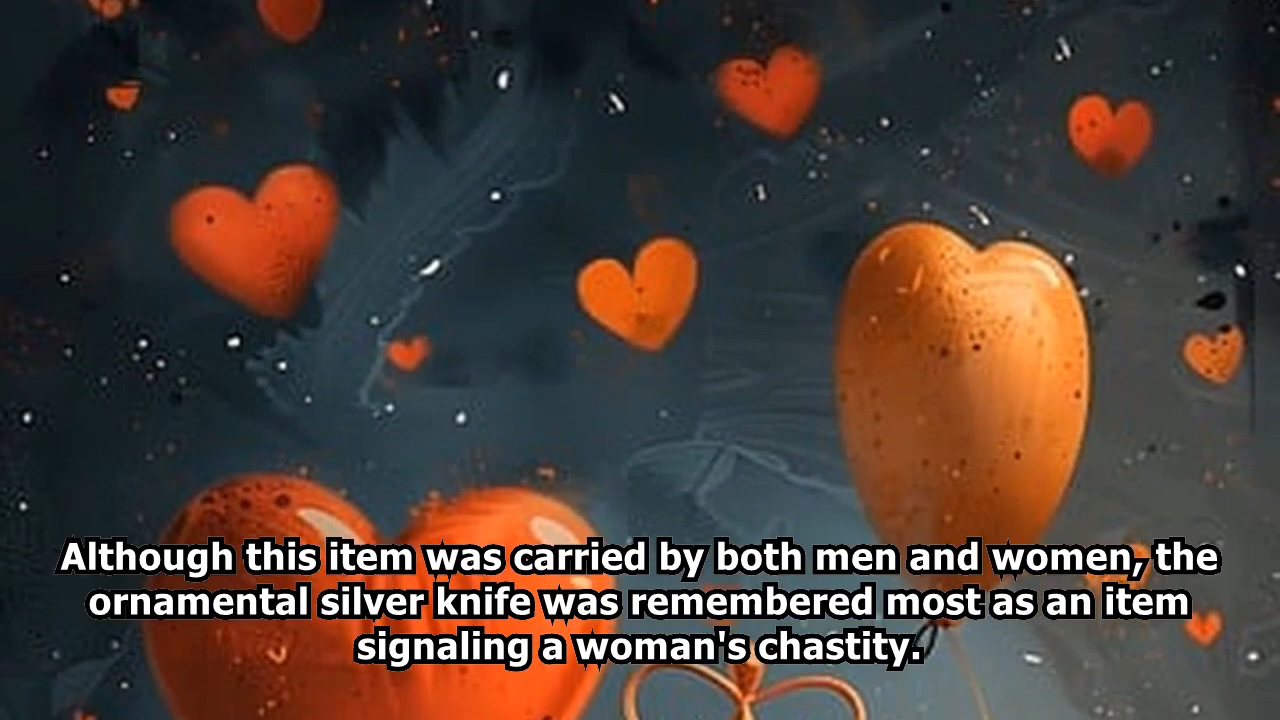 Although this item was carried by both men and women, the
ornamental silver knife was remembered most as an item
signaling a woman's chastity.